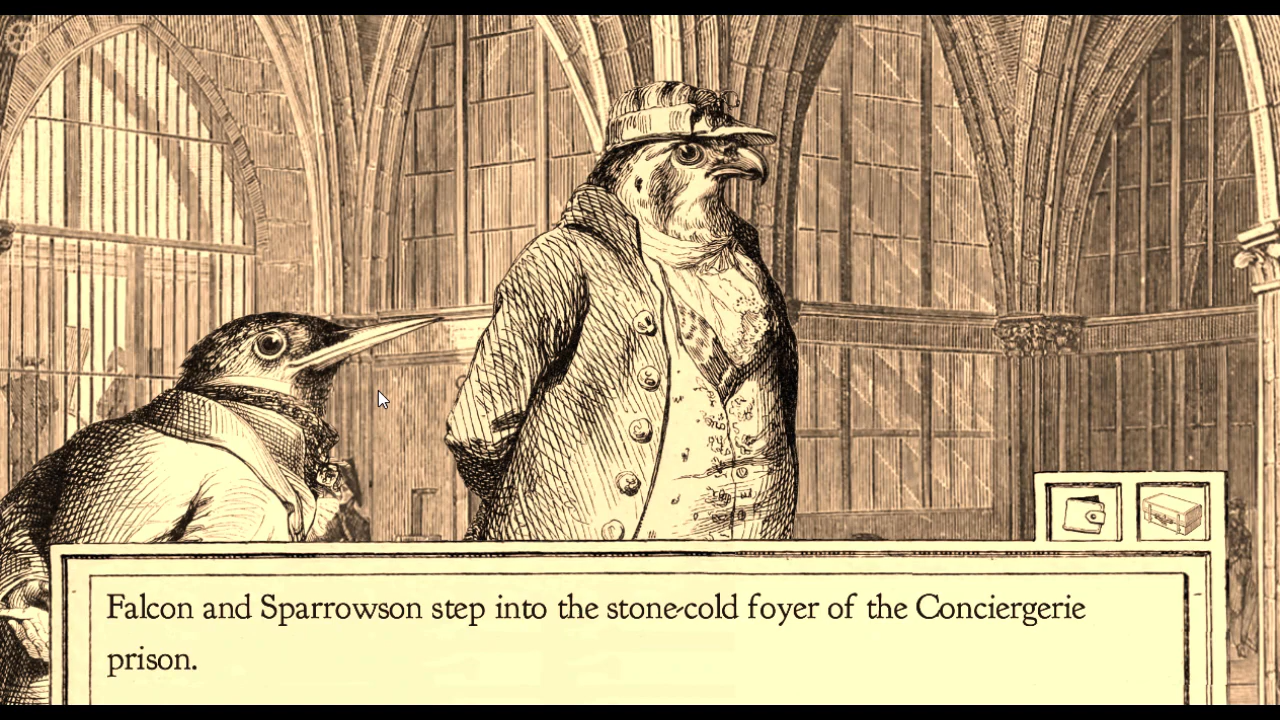 Falcon and Sparrowson step into the stone-cold foyer of the Conciergerie
prison.